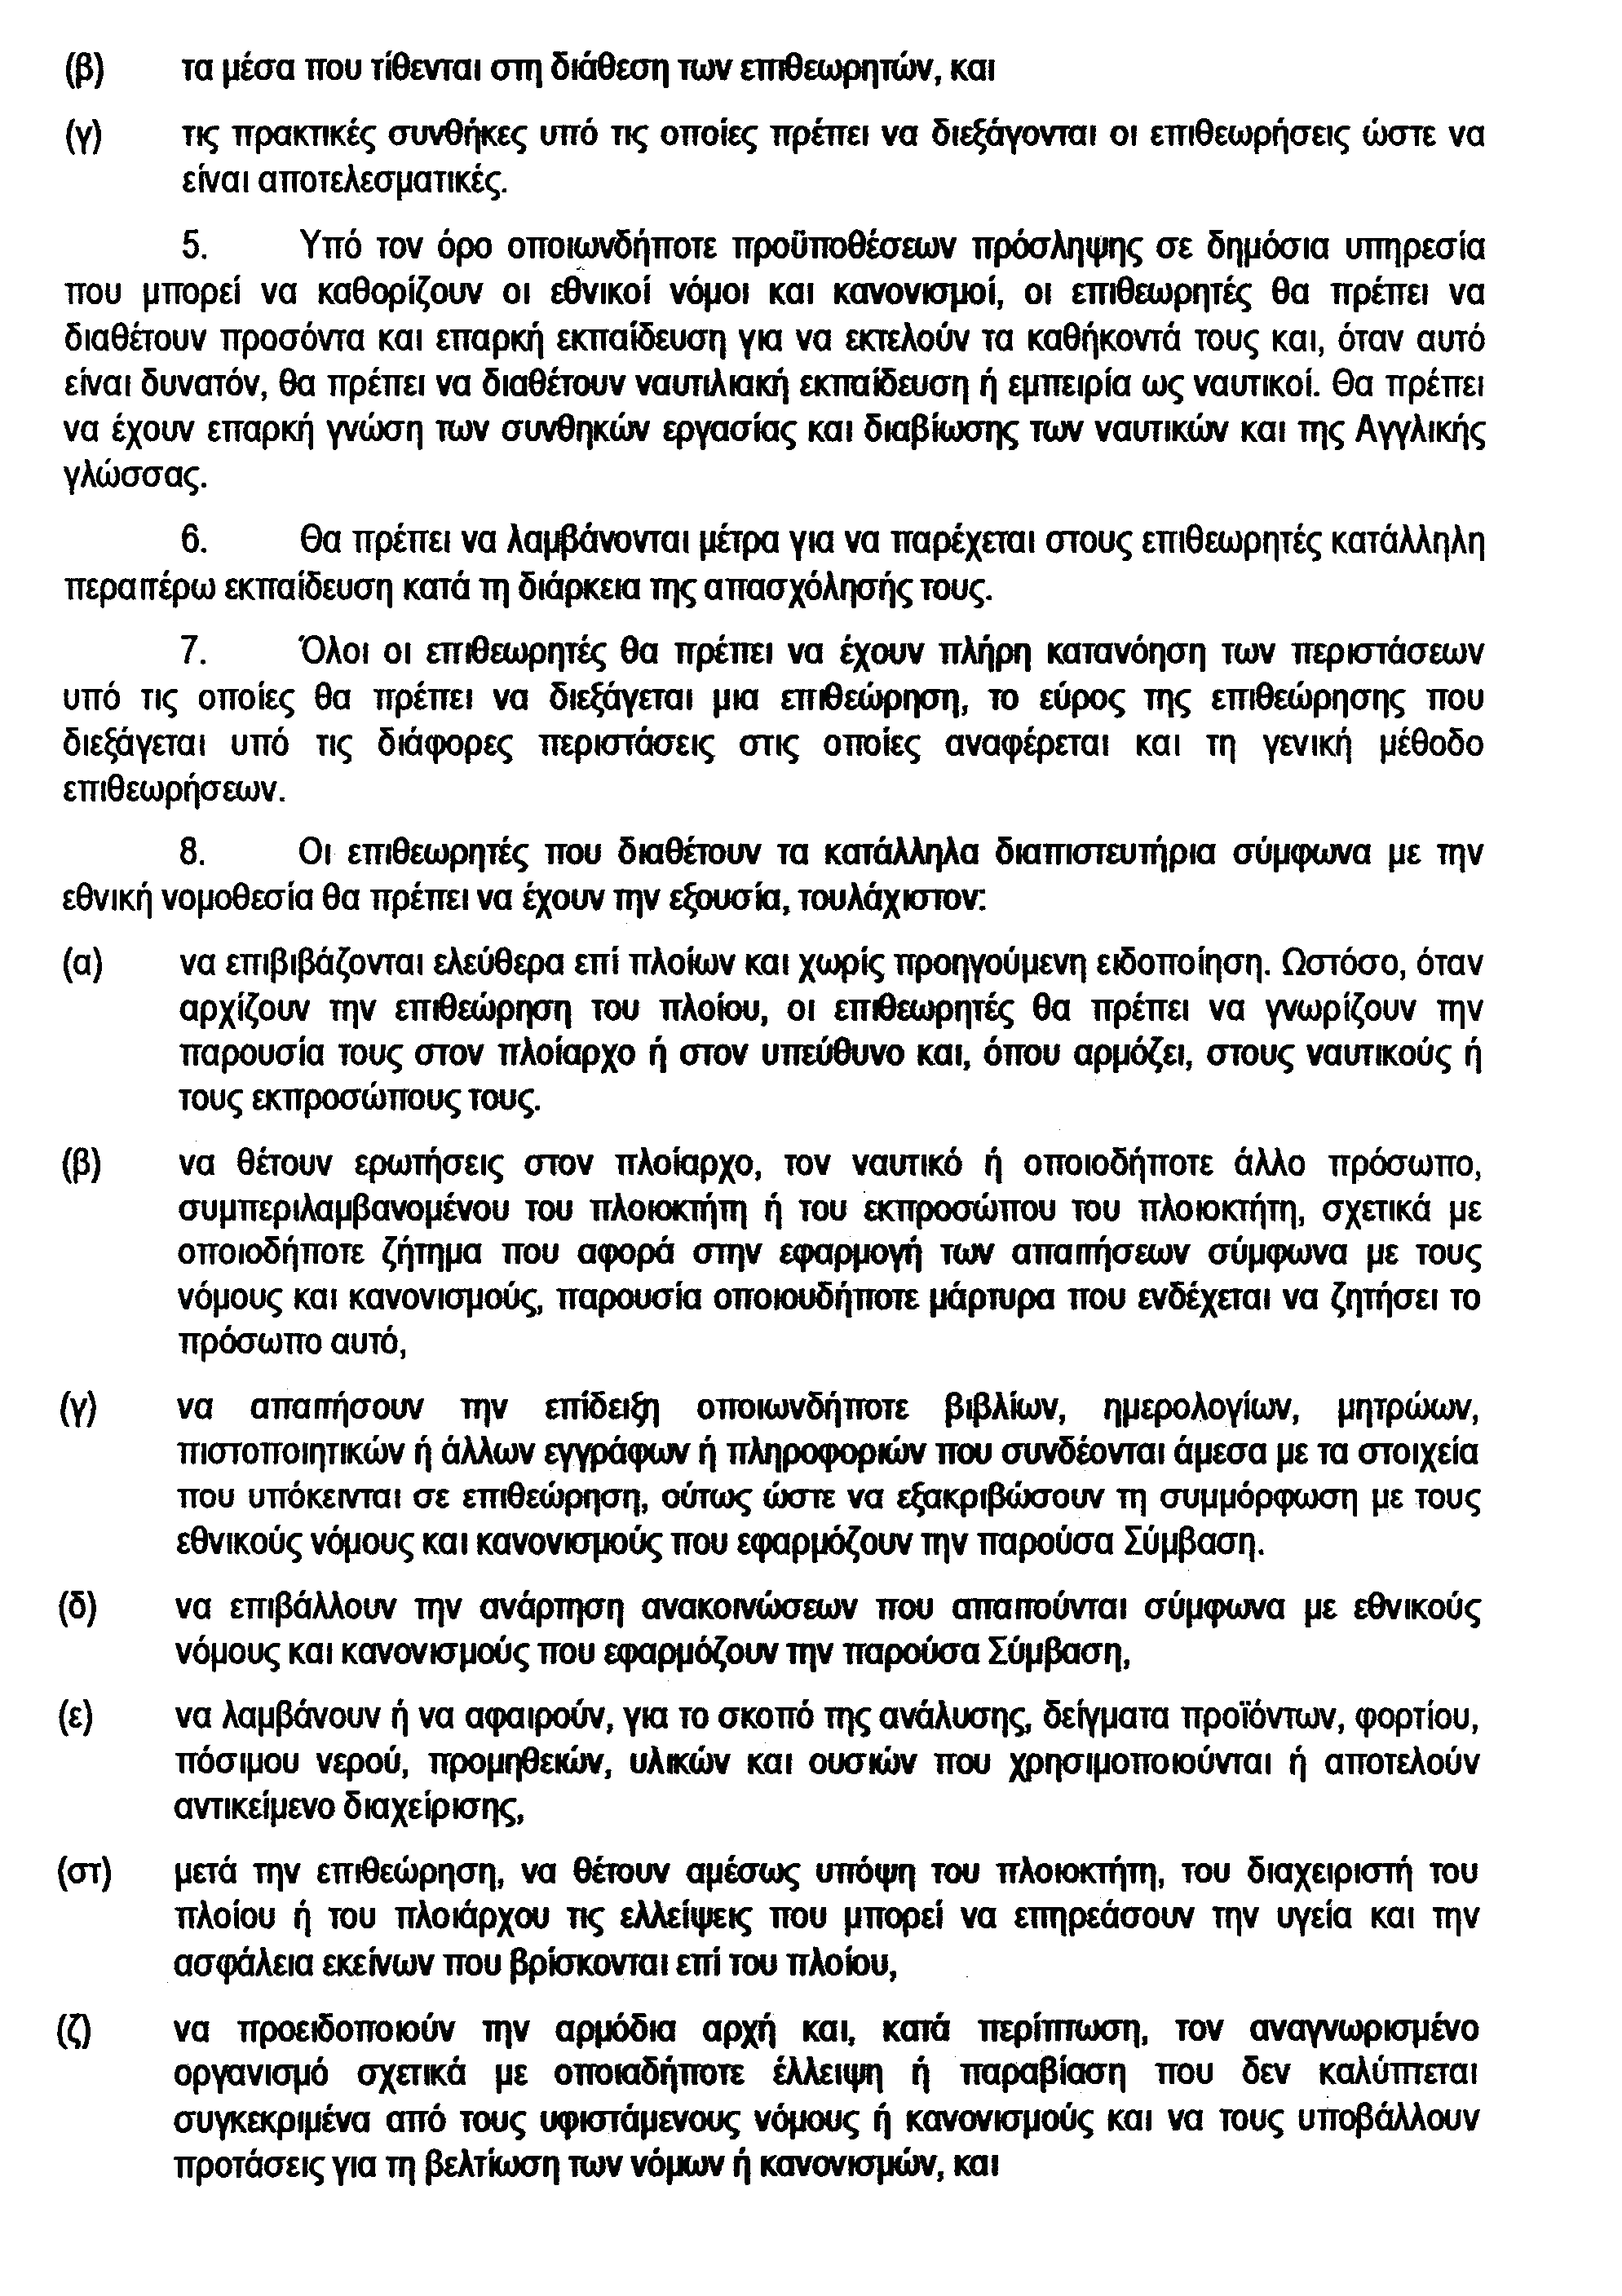 (β) τα μέσα που τίθενται στη διάθεση των επιθεωρητών, και
(γ) τις πρακτικές συνθήκες υπό τις οποίες πρέπει να διεξάγονται οι επιθεωρήσεις ώστε να
είναι αποτελεσματικές.
5. Υπό τον όρο οποιωνδήποτε προϋποθέσεων πρόσληψης σε δημόσια υπηρεσία
που μπορεί να καθορίζουν οι εθνικοί νόμοι και κανονισμοί, οι επιθεωρητές θα πρέπει να
διαθέτουν προσόντα και επαρκή εκπαίδευση για να εκτελούν τα καθήκοντά τους και, όταν αυτό
είναι δυνατόν, θα πρέπει να διαθέτουν ναυτιλιακή εκπαίδευση ή εμπειρία ως ναυτικοί. Θα πρέπει
να έχουν επαρκή γνώση των συνθηκών εργασίας και διαβίωσης των ναυτικών και της Αγγλικής
γλώσσας.
6. Θα πρέπει να λαμβάνονται μέτρα για να παρέχεται στους επιθεωρητές κατάλληλη
περαιτέρω εκπαίδευση κατά τη διάρκεια της απασχόλησής τους.
7. Όλοι οι επιθεωρητές θα πρέπει να έχουν πλήρη κατανόηση των περιστάσεων
υπό τις οποίες θα πρέπει να διεξάγεται μια επιθεώρηση, το εύρος της επιθεώρησης που
διεξάγεται υπό τις διάφορες περιστάσεις στις οποίες αναφέρεται και τη γενική μέθοδο
επιθεωρήσεων.
8. Οι επιθεωρητές που διαθέτουν τα κατάλληλα διαπιστευτήρια σύμφωνα με την
εθνική νομοθεσία θα πρέπει να έχουν την εξουσία, τουλάχιστον:
(α) να επιβιβάζονται ελεύθερα επί πλοίων και χωρίς προηγούμενη ειδοποίηση. Ωστόσο, όταν
αρχίζουν την επιθεώρηση του πλοίου, οι επιθεωρητές θα πρέπει να γνωρίζουν την
παρουσία τους στον πλοίαρχο ή στον υπεύθυνο και, όπου αρμόζει, στους ναυτικούς ή
τους εκπροσώπους τους.
(β) να θέτουν ερωτήσεις στον πλοίαρχο, τον ναυτικό ή οποιοδήποτε άλλο πρόσωπο,
συμπεριλαμβανομένου του πλοιοκτήτη ή του εκπροσώπου του πλοιοκτήτη, σχετικά με
οποιοδήποτε ζήτημα που αφορά στην εφαρμογή των απαιτήσεων σύμφωνα με τους
νόμους και κανονισμούς, παρουσία οποιουδήποτε μάρτυρα που ενδέχεται να ζητήσει το
πρόσωπο αυτό,
(γ) να απαιτήσουν την επίδειξη οποιωνδήποτε βιβλίων, ημερολογίων, μητρώων,
πιστοποιητικών ή άλλων εγγράφων ή πληροφοριών που συνδέονται άμεσα με τα στοιχεία
που υπόκεινται σε επιθεώρηση, ούτως ώστε να εξακριβώσουν τη συμμόρφωση με τους
εθνικούς νόμους και κανονισμούς που εφαρμόζουν την παρούσα Σύμβαση.
(δ) να επιβάλλουν την ανάρτηση ανακοινώσεων που απαιτούνται σύμφωνα με εθνικούς
νόμους και κανονισμούς που εφαρμόζουν την παρούσα Σύμβαση,
(ε) να λαμβάνουν ή να αφαιρούν, για το σκοπό της ανάλυσης, δείγματα προϊόντων, φορτίου,
πόσιμου νερού, προμηθειών, υλικών και ουσιών που χρησιμοποιούνται ή αποτελούν
αντικείμενο διαχείρισης,
(στ) μετά την επιθεώρηση, να θέτουν αμέσως υπόψη του πλοιοκτήτη, του διαχειριστή του
πλοίου ή του πλοιάρχου τις ελλείψεις που μπορεί να επηρεάσουν την υγεία και την
ασφάλεια εκείνων που βρίσκονται επί του πλοίου,
(ζ) να προειδοποιούν την αρμόδια αρχή και, κατά περίπτωση, τον αναγνωρισμένο
οργανισμό σχετικά με οποιαδήποτε έλλειψη ή παραβίαση που δεν καλύπτεται
συγκεκριμένα από τους υφιστάμενους νόμους ή κανονισμούς και να τους υποβάλλουν
προτάσεις για τη βελτίωση των νόμων ή κανονισμών, και